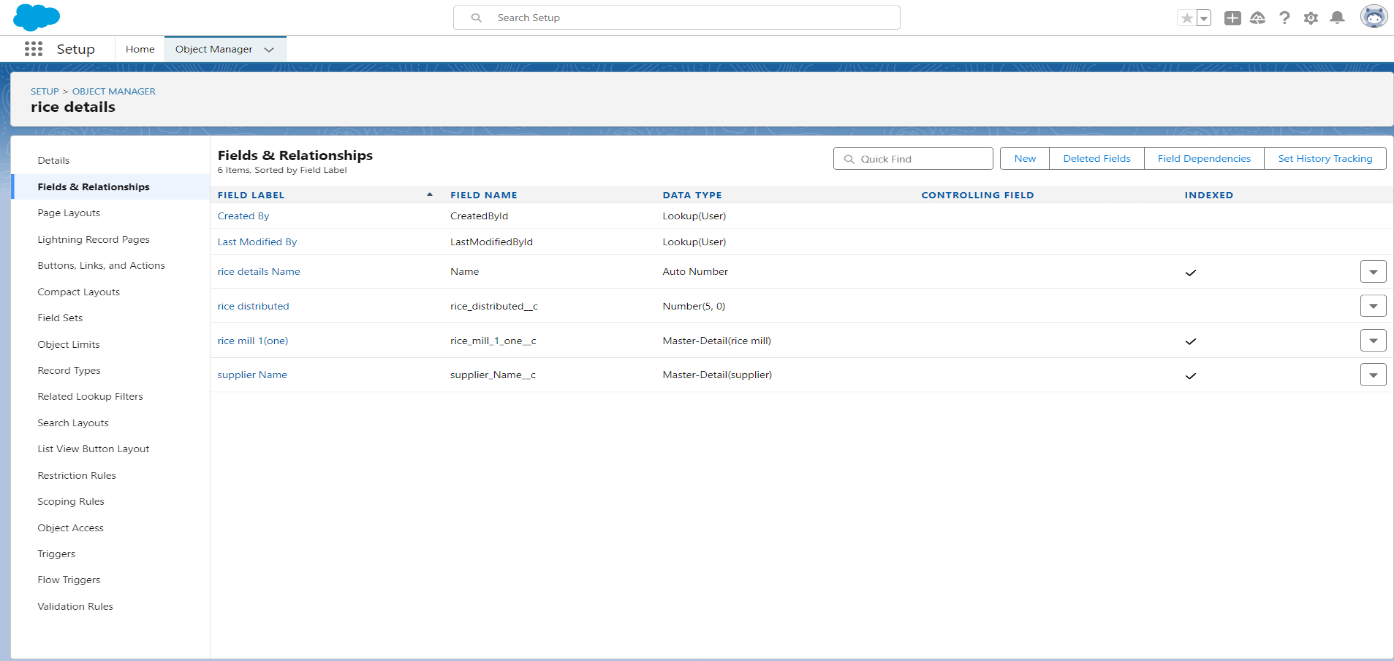 Search Setup
Setup Home Object Manager
SETUP > OBJECT MANAGER
rice details
Details
Fields & Relationships
Page Layouts
Lightning Record Pages
Buttons, Links, and Actions
Compact Layouts
Field Sets
Object Limits
Record Types
Related Lookup Filters
Search Layouts
List View Button Layout
Restriction Rules
Scoping Rules
Object Access
Triggers
Flow Triggers
Validation Rules
Fields & Relationships
6 Items, Sorted by Field Label
Quick Find New Deleted Fields Field Dependencies Set History Tracking
FIELD LABEL FIELD NAME DATA TYPE CONTROLLING FIELD INDEXED
Created By CreatedById Lookup(User)
Last Modified By LastModifiedById Lookup(User)
rice details Name Name Auto Number
rice distributed rice_distributed__c Number(5, 0)
rice mill 1(one) rice_mill_1_one__c Master-Detail(rice mill)
supplier Name supplier_Name__c Master-Detail(supplier)